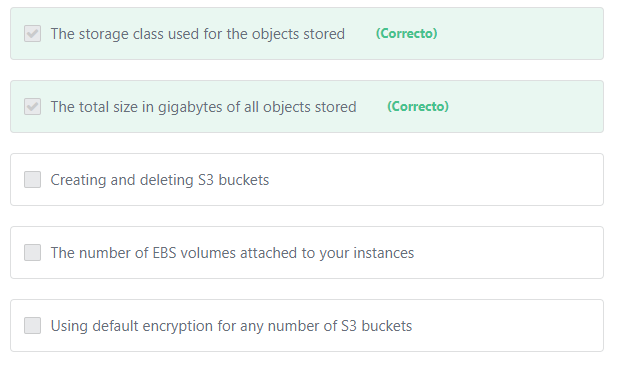 The storage class used for the objects stored (Correcto)
The total size in gigabytes of all objects stored (Correcto)
Creating and deleting S3 buckets
The number of EBS volumes attached to your instances
Using default encryption for any number of S3 buckets